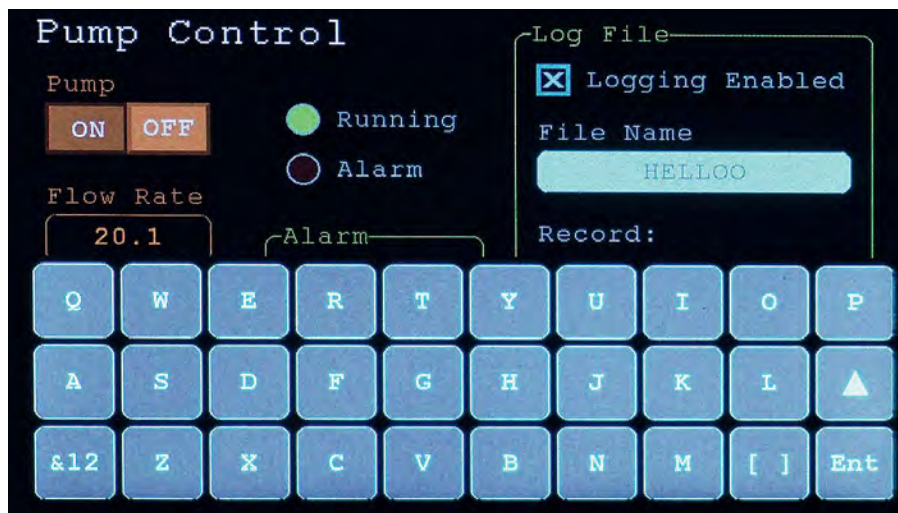 Pump Control
Log File
Logging Enabled
Pump
ON OFF
Running
File Name
Alarm
HELLOO
Flow Rate
20.1
Alarm
Record:
Q W E R T Y U I O P
A S D F G H J K L ▲
&12 Z X C V B N M [ ] Ent